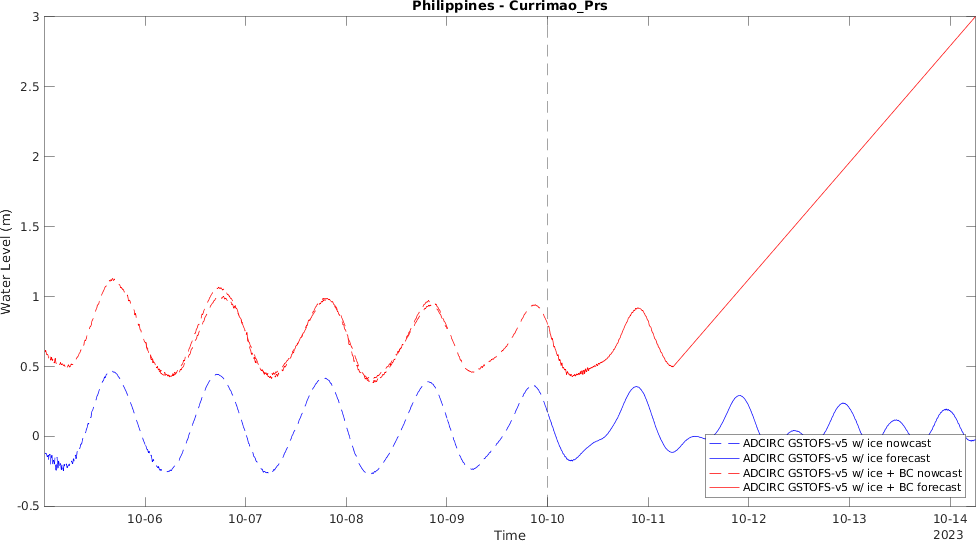 Philippines - Currimao_Prs
3
2.5
2
1.5
1
0.5
0
-0.5
Water Level (m)
ADCIRC GSTOFS-v5 w/ ice nowcast
ADCIRC GSTOFS-v5 w/ ice forecast
ADCIRC GSTOFS-v5 w/ ice + BC nowcast
ADCIRC GSTOFS-v5 w/ ice + BC forecast
10-06 10-07 10-08 10-09 10-10 10-11 10-12 10-13 10-14
Time
2023